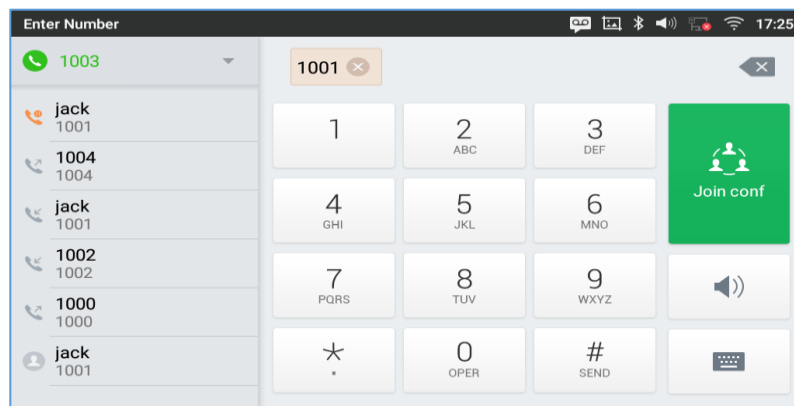 Enter Number
17:25
1003
jack
1001
1004
1004
jack
1001
1002
1002
1000
1000
jack
1001
1001
1
2
ABC
3
DEF
4
GHI
5
JKL
6
MNO
7
PQRS
8
TUV
9
WXYZ
*
.
0
OPER
#
SEND
Join conf